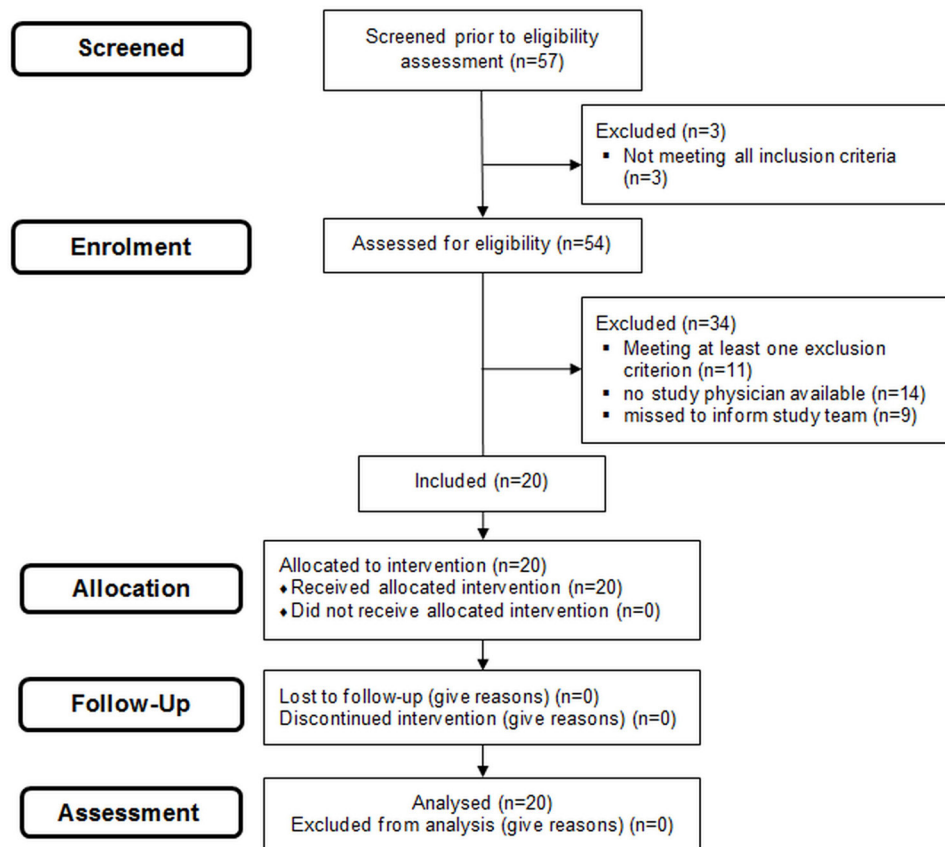 Screened
Screened prior to eligibility
assessment (n=57)
Excluded (n=3)
▪ Not meeting all inclusion criteria
(n=3)
Enrolment
Assessed for eligibility (n=54)
Excluded (n=34)
▪ Meeting at least one exclusion
criterion (n=11)
▪ no study physician available (n=14)
▪ missed to inform study team (n=9)
Included (n=20)
Allocation
Allocated to intervention (n=20)
♦ Received allocated intervention (n=20)
♦ Did not receive allocated intervention (n=0)
Follow-Up
Lost to follow-up (give reasons) (n=0)
Discontinued intervention (give reasons) (n=0)
Assessment
Analysed (n=20)
Excluded from analysis (give reasons) (n=0)